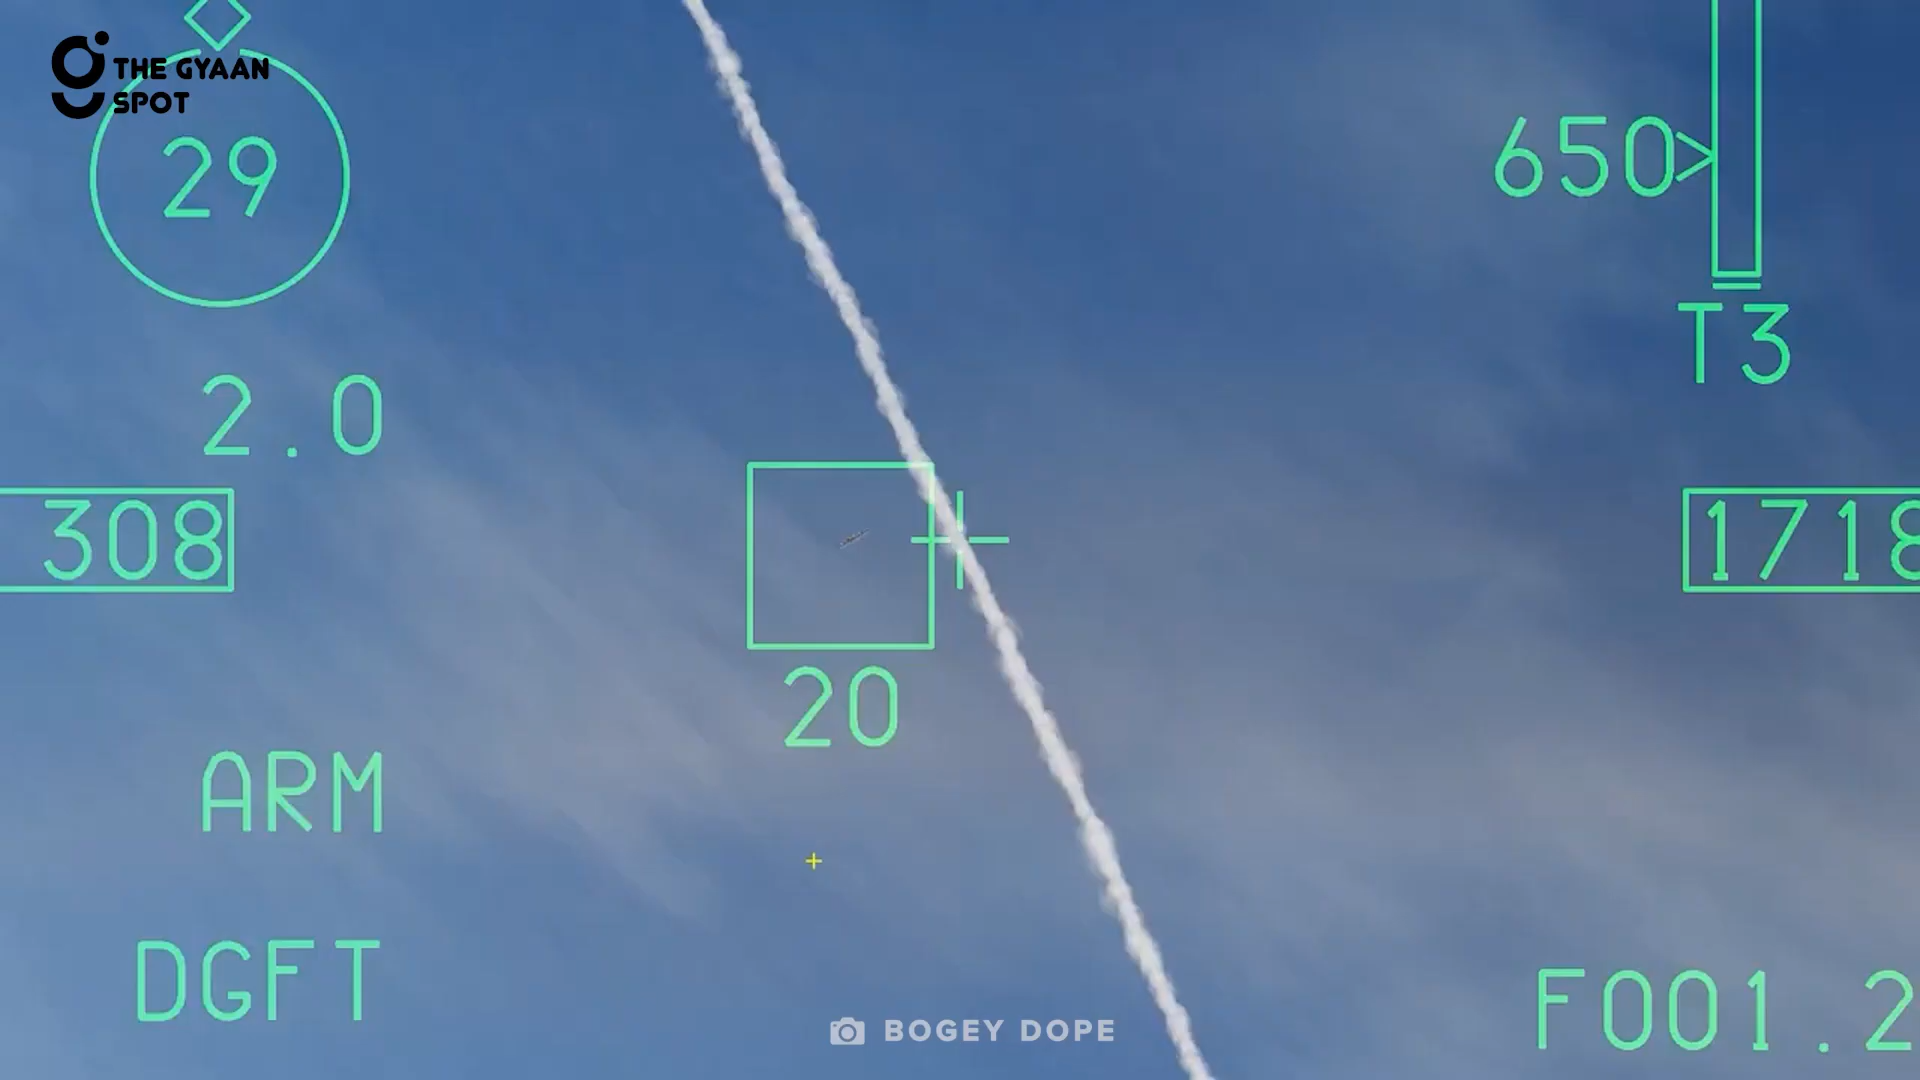 THE GYAAN
SPOT
29
650
T3
2.0
308
1718
20
ARM
DGFT
F001.2
BOGEY DOPE